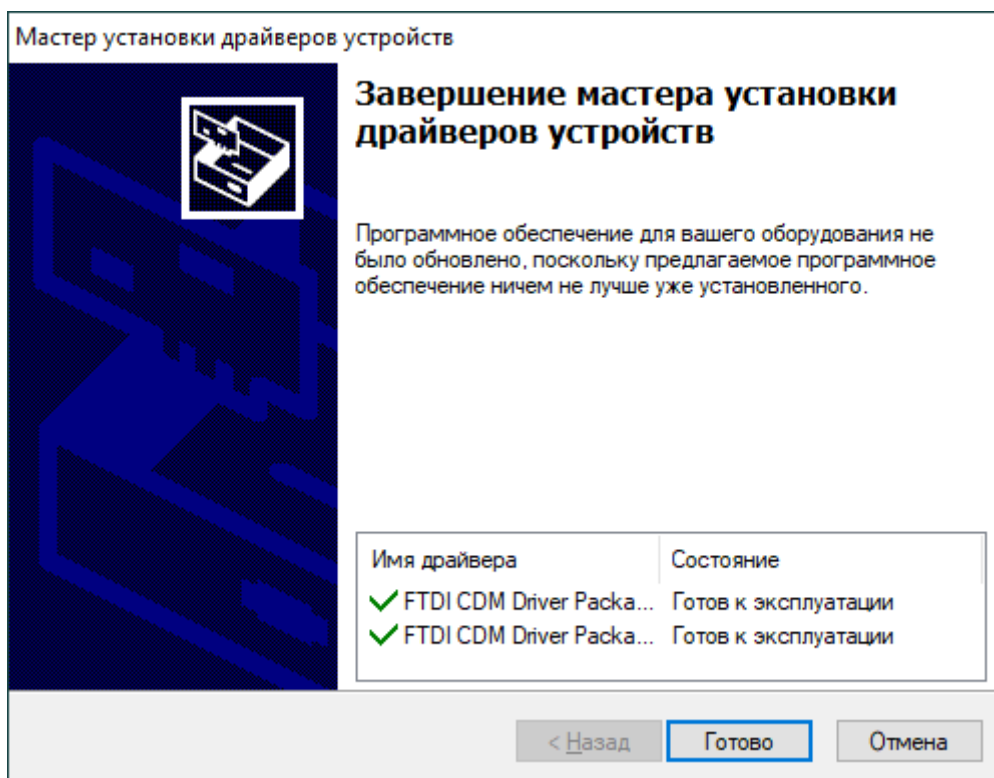 Мастер установки драйверов устройств
Завершение мастера установки
драйверов устройств
Программное обеспечение для вашего оборудования не
было обновлено, поскольку предлагаемое программное
обеспечение ничем не лучше уже установленного.
Имя драйвера Состояние
FTDI CDM Driver Packa... Готов к эксплуатации
FTDI CDM Driver Packa... Готов к эксплуатации
< Назад Готово Отмена